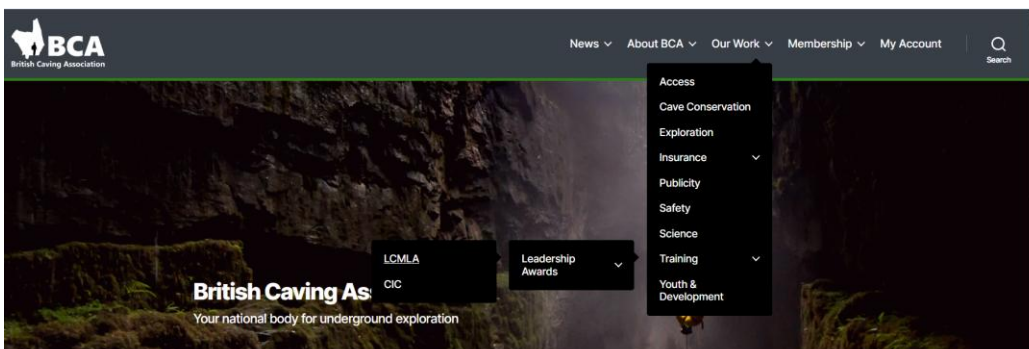 BCA
British Caving Association
News
About BCA
Our Work
Membership
My Account
Search
Access
Cave Conservation
Exploration
Insurance
Publicity
Safety
Science
Training
Youth &
Development
Leadership
Awards
LCMLA
CIC
British Caving As
Your national body for underground exploration